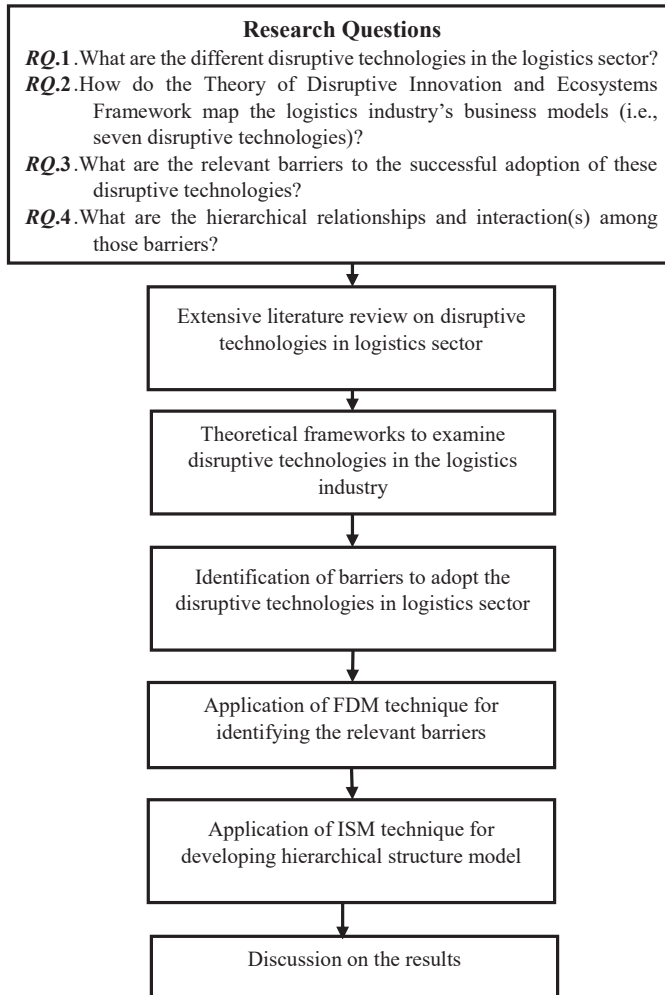 Research Questions
RQ.1.What are the different disruptive technologies in the logistics sector?
RQ.2.How do the Theory of Disruptive Innovation and Ecosystems
Framework map the logistics industry's business models (i.e.,
seven disruptive technologies)?
RQ.3.What are the relevant barriers to the successful adoption of these
disruptive technologies?
RQ.4.What are the hierarchical relationships and interaction(s) among
those barriers?
Extensive literature review on disruptive
technologies in logistics sector
Theoretical frameworks to examine
disruptive technologies in the logistics
industry
Identification of barriers to adopt the
disruptive technologies in logistics sector
Application of FDM technique for
identifying the relevant barriers
Application of ISM technique for
developing hierarchical structure model
Discussion on the results